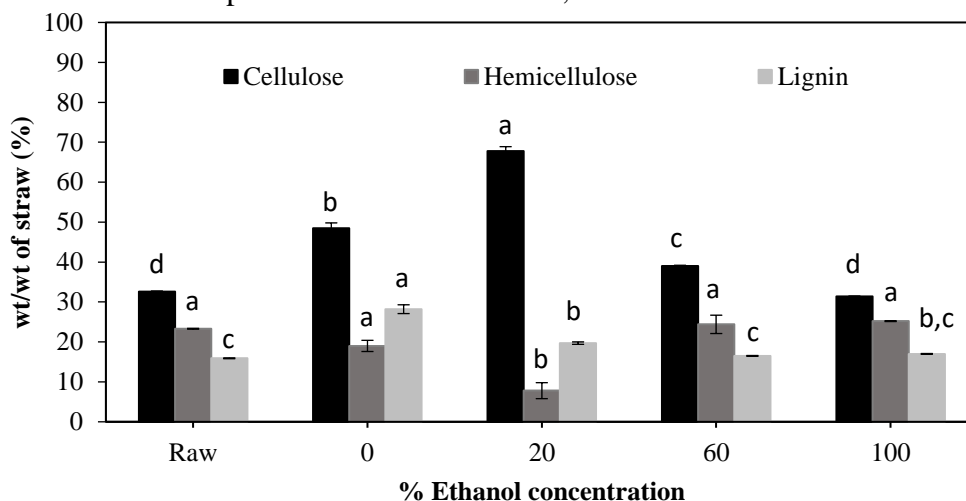 100
90
80
70
60
50
40
30
20
10
0
wt/wt of straw (%)
Cellulose Hemicellulose Lignin
d a c
b a a
a b b
c a c
d a b,c
Raw 0 20 60 100
% Ethanol concentration